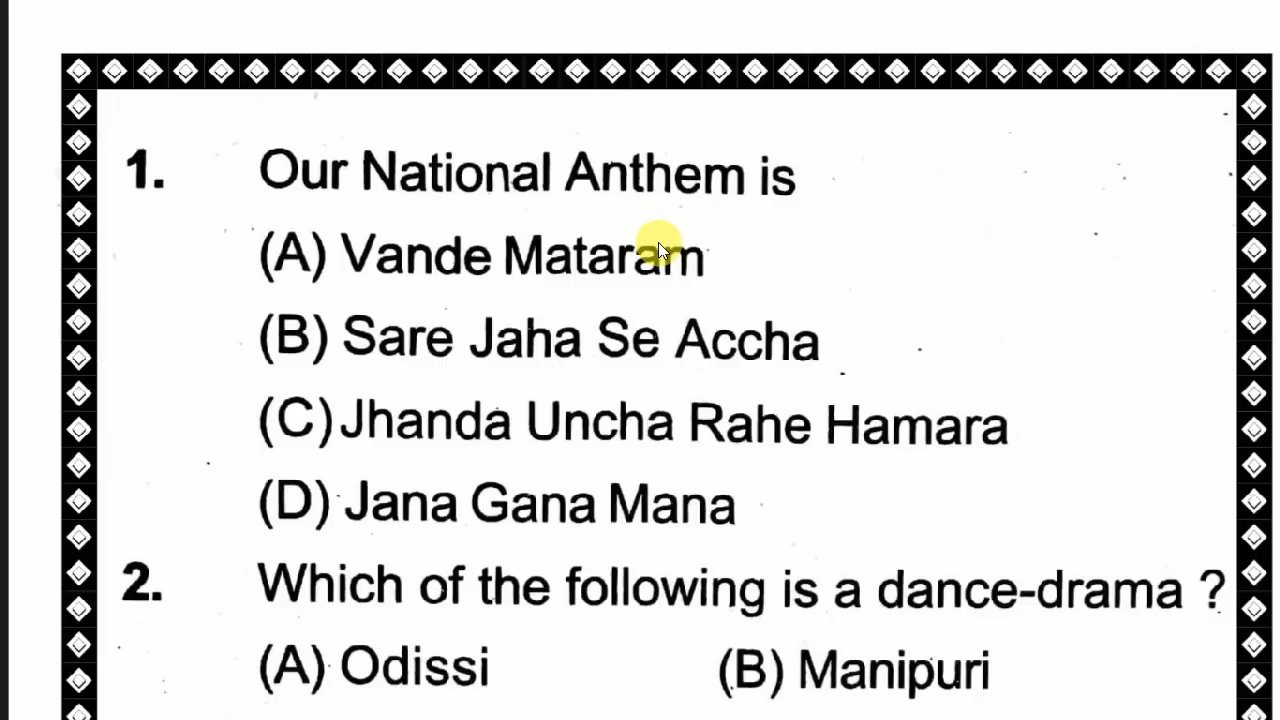 1. Our National Anthem is
(A) Vande Mataram
(B) Sare Jaha Se Accha
(C) Jhanda Uncha Rahe Hamara
(D) Jana Gana Mana
2. Which of the following is a dance-drama ?
(A) Odissi (B) Manipuri